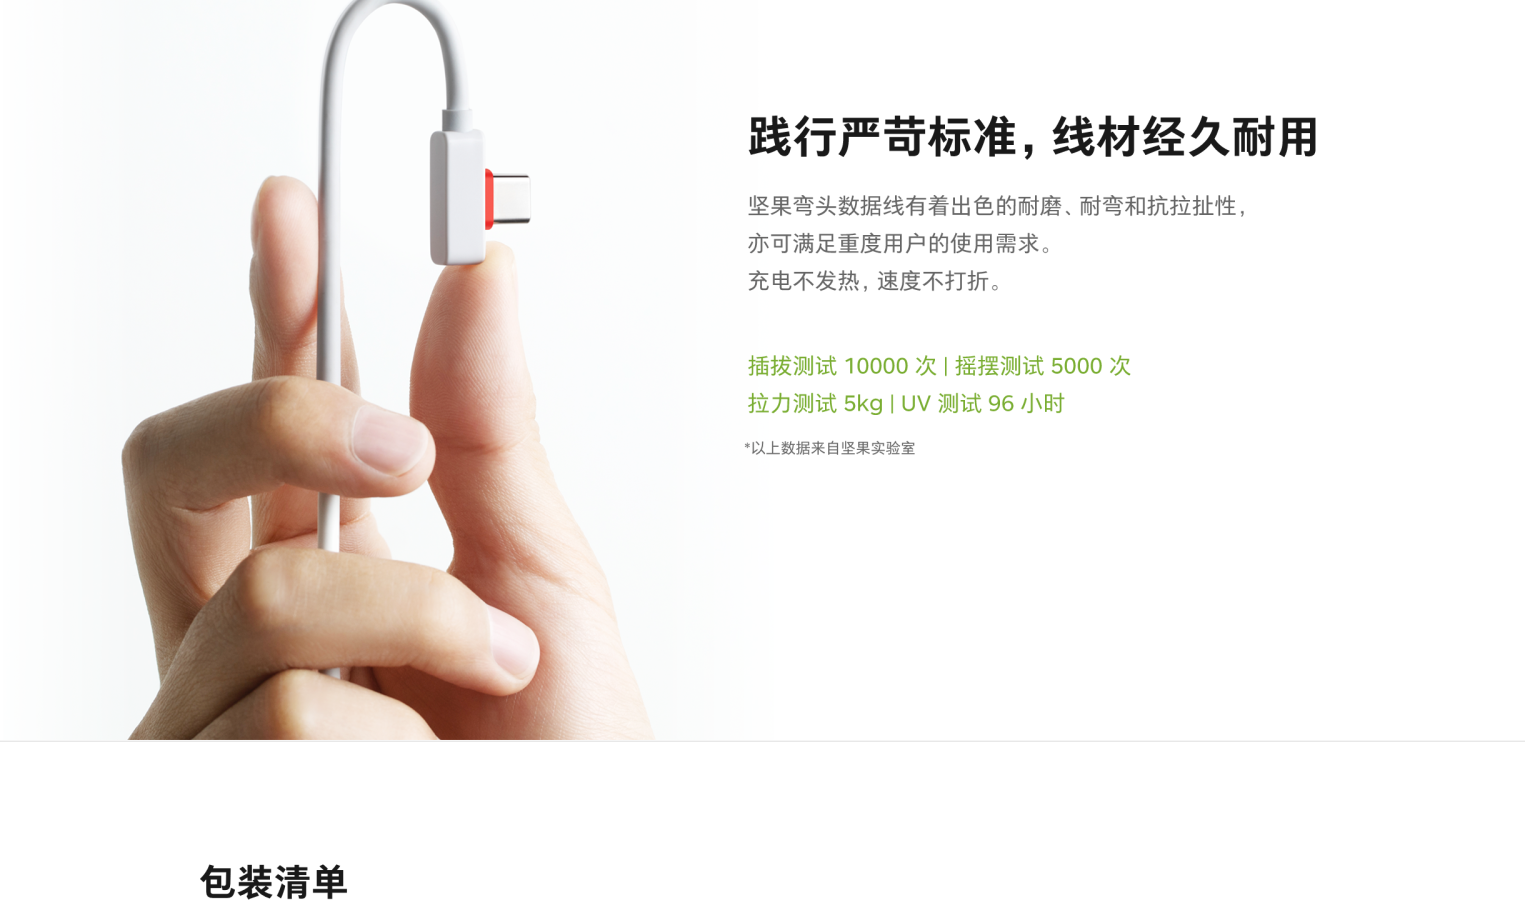 践行严苛标准，线材经久耐用
坚果弯头数据线有着出色的耐磨、耐弯和抗拉扯性，
亦可满足重度用户的使用需求。
充电不发热，速度不打折。
插拔测试 10000 次 | 摇摆测试 5000 次
拉力测试 5kg | UV 测试 96 小时
*以上数据来自坚果实验室
包装清单